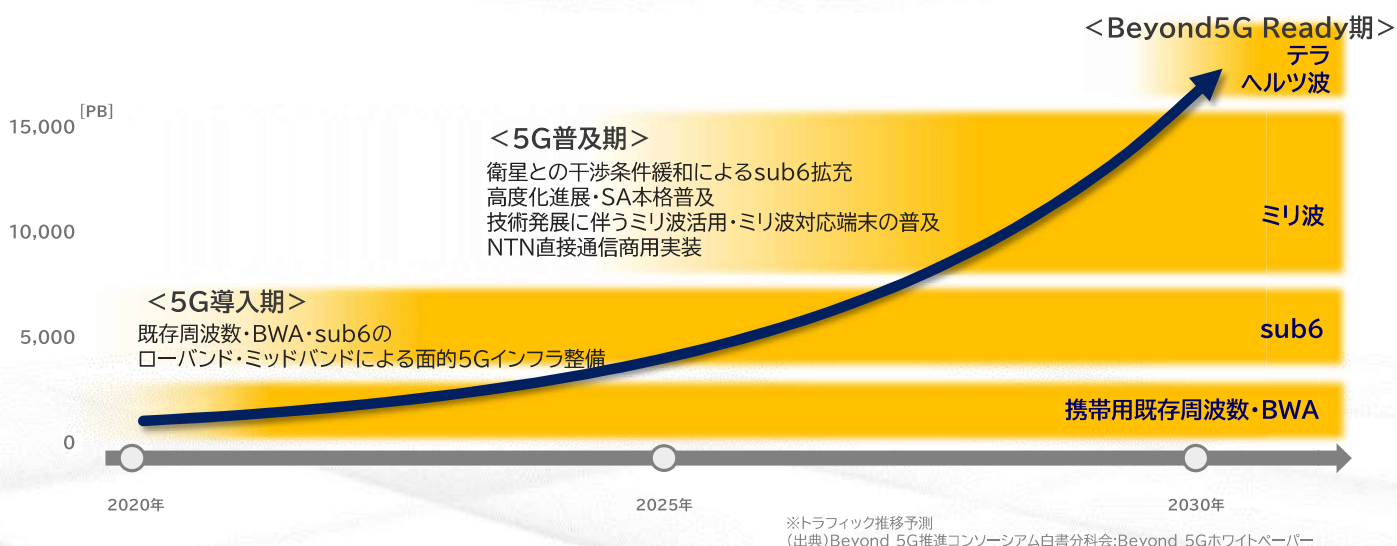 ＜Beyond5G Ready期＞
テラ
ヘルツ波
[PB]
15,000
＜5G普及期＞
衛星との干渉条件緩和によるsub6拡充
高度化進展・SA本格普及
技術発展に伴うミリ波活用・ミリ波対応端末の普及
NTN直接通信商用実装
10,000
ミリ波
＜5G導入期＞
既存周波数・BWA・sub6の
ローバンド・ミッドバンドによる面的5Gインフラ整備
5,000
sub6
携帯用既存周波数・BWA
0
2020年
2025年
2030年
※トラフィック推移予測
（出典）Beyond 5G推進コンソーシアム白書分科会:Beyond 5Gホワイトペーパー